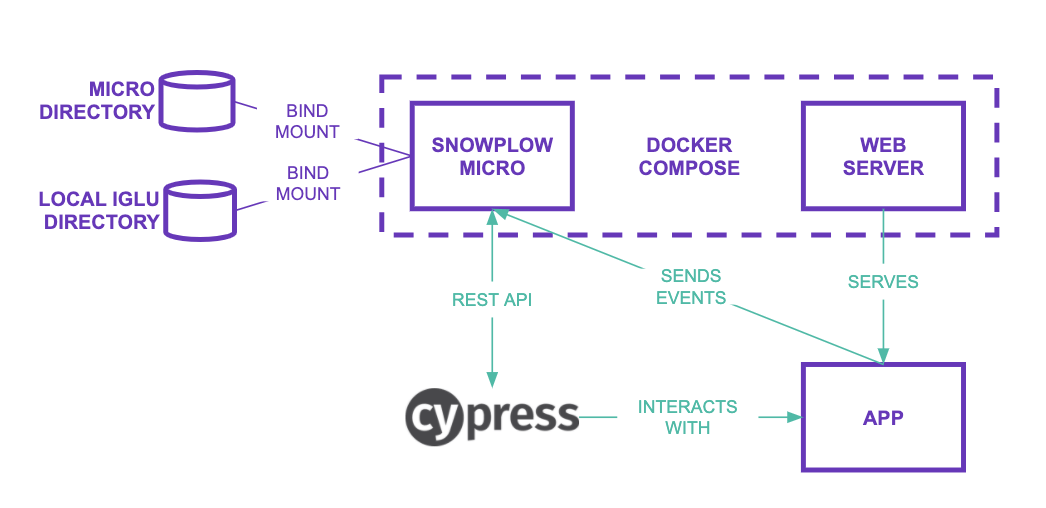 MICRO
DIRECTORY
BIND
MOUNT
LOCAL IGLU
DIRECTORY
BIND
MOUNT
SNOWPLOW
MICRO
DOCKER
COMPOSE
WEB
SERVER
REST API
SENDS
EVENTS
SERVES
cypress
INTERACTS
WITH
APP